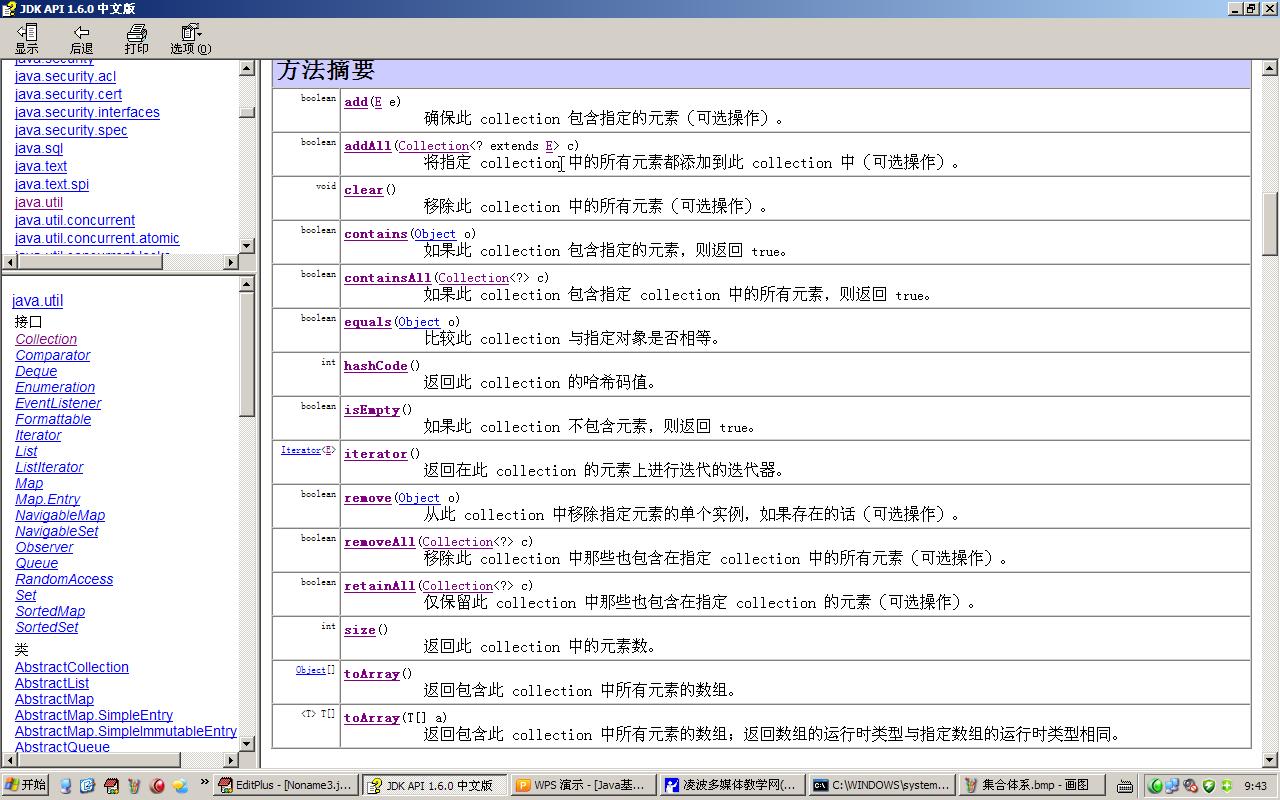 JDK API 1.6.0 中文版
显示 后退 打印 选项(O)
java.security.acl
java.security.cert
java.security.interfaces
java.security.spec
java.sql
java.text
java.text.spi
java.util
java.util.concurrent
java.util.concurrent.atomic
java.util
接口
Collection
Comparator
Deque
Enumeration
EventListener
Formattable
Iterator
List
ListIterator
Map
Map.Entry
NavigableMap
NavigableSet
Observer
Queue
RandomAccess
Set
SortedMap
SortedSet
类
AbstractCollection
AbstractList
AbstractMap
AbstractMap.SimpleEntry
AbstractMap.SimpleImmutableEntry
AbstractQueue
方法摘要
boolean add(E e)
确保此 collection 包含指定的元素（可选操作）。
boolean addAll(Collection<? extends E> c)
将指定 collection 中的所有元素都添加到此 collection 中（可选操作）。
void clear()
移除此 collection 中的所有元素（可选操作）。
boolean contains(Object o)
如果此 collection 包含指定的元素，则返回 true。
boolean containsAll(Collection<?> c)
如果此 collection 包含指定 collection 中的所有元素，则返回 true。
boolean equals(Object o)
比较此 collection 与指定对象是否相等。
int hashCode()
返回此 collection 的哈希码值。
boolean isEmpty()
如果此 collection 不包含元素，则返回 true。
Iterator<E> iterator()
返回在此 collection 的元素上进行迭代的迭代器。
boolean remove(Object o)
从此 collection 中移除指定元素的单个实例，如果存在的话（可选操作）。
boolean removeAll(Collection<?> c)
移除此 collection 中那些也包含在指定 collection 中的所有元素（可选操作）。
boolean retainAll(Collection<?> c)
仅保留此 collection 中那些也包含在指定 collection 的元素（可选操作）。
int size()
返回此 collection 中的元素数。
Object[] toArray()
返回包含此 collection 中所有元素的数组。
<T> T[] toArray(T[] a)
返回包含此 collection 中所有元素的数组；返回数组的运行时类型与指定数组的运行时类型相同。
开始 EditPlus - [Noname3.j... JDK API 1.6.0 中文版 WPS 演示 - [Java基... 凌波多媒体教学网(... C:\WINDOWS\system... 集合体系.bmp - 画图 9:43